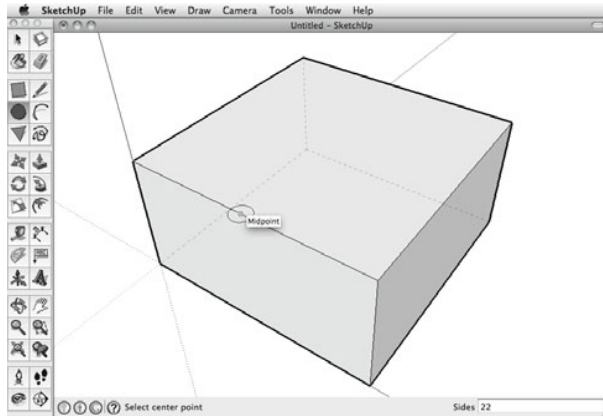 SketchUp File Edit View Draw Camera Tools Window Help
Untitled - SketchUp
Midpoint
Select center point
Sides 22